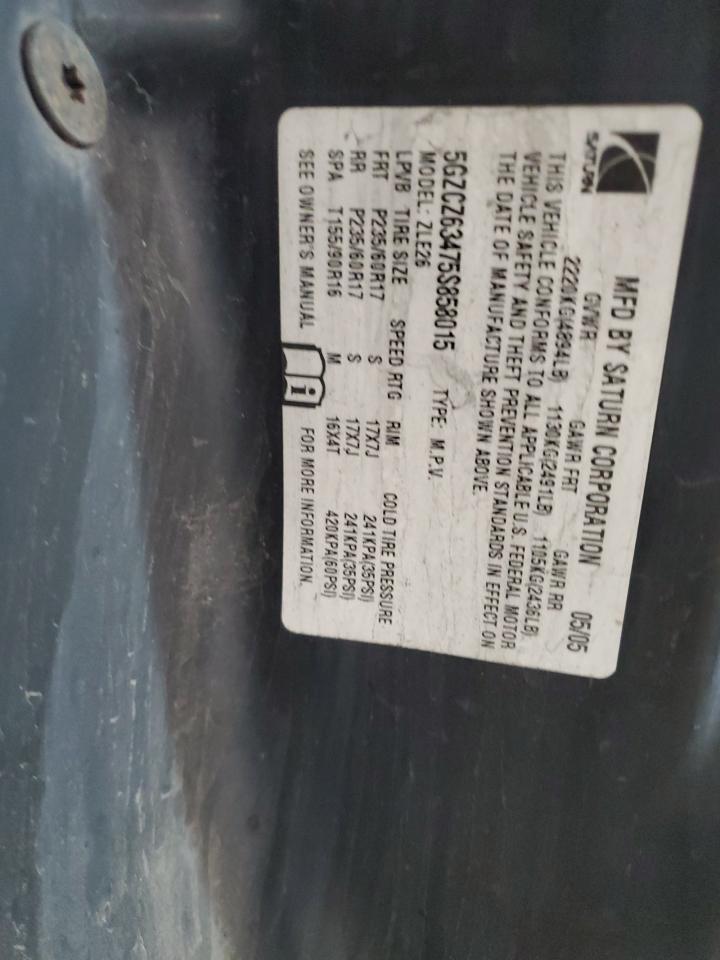 SATURN
MFD BY SATURN CORPORATION 05/05
GVWR GAWR FRT GAWR RR
2220KG(4894LB) 1130KG(2491LB) 1105KG(2436LB)
THIS VEHICLE CONFORMS TO ALL APPLICABLE U.S. FEDERAL MOTOR
VEHICLE SAFETY AND THEFT PREVENTION STANDARDS IN EFFECT ON
THE DATE OF MANUFACTURE SHOWN ABOVE.
5GZCZ63475S858015 TYPE: M.P.V.
MODEL: ZLE26
LPVB TIRE SIZE SPEED RTG RIM COLD TIRE PRESSURE
FRT P235/60R17 S 17X7J 241KPA(35PSI)
RR P235/60R17 S 17X7J 241KPA(35PSI)
SPA T155/90R16 M 16X4T 420KPA(60PSI)
SEE OWNER'S MANUAL i FOR MORE INFORMATION.